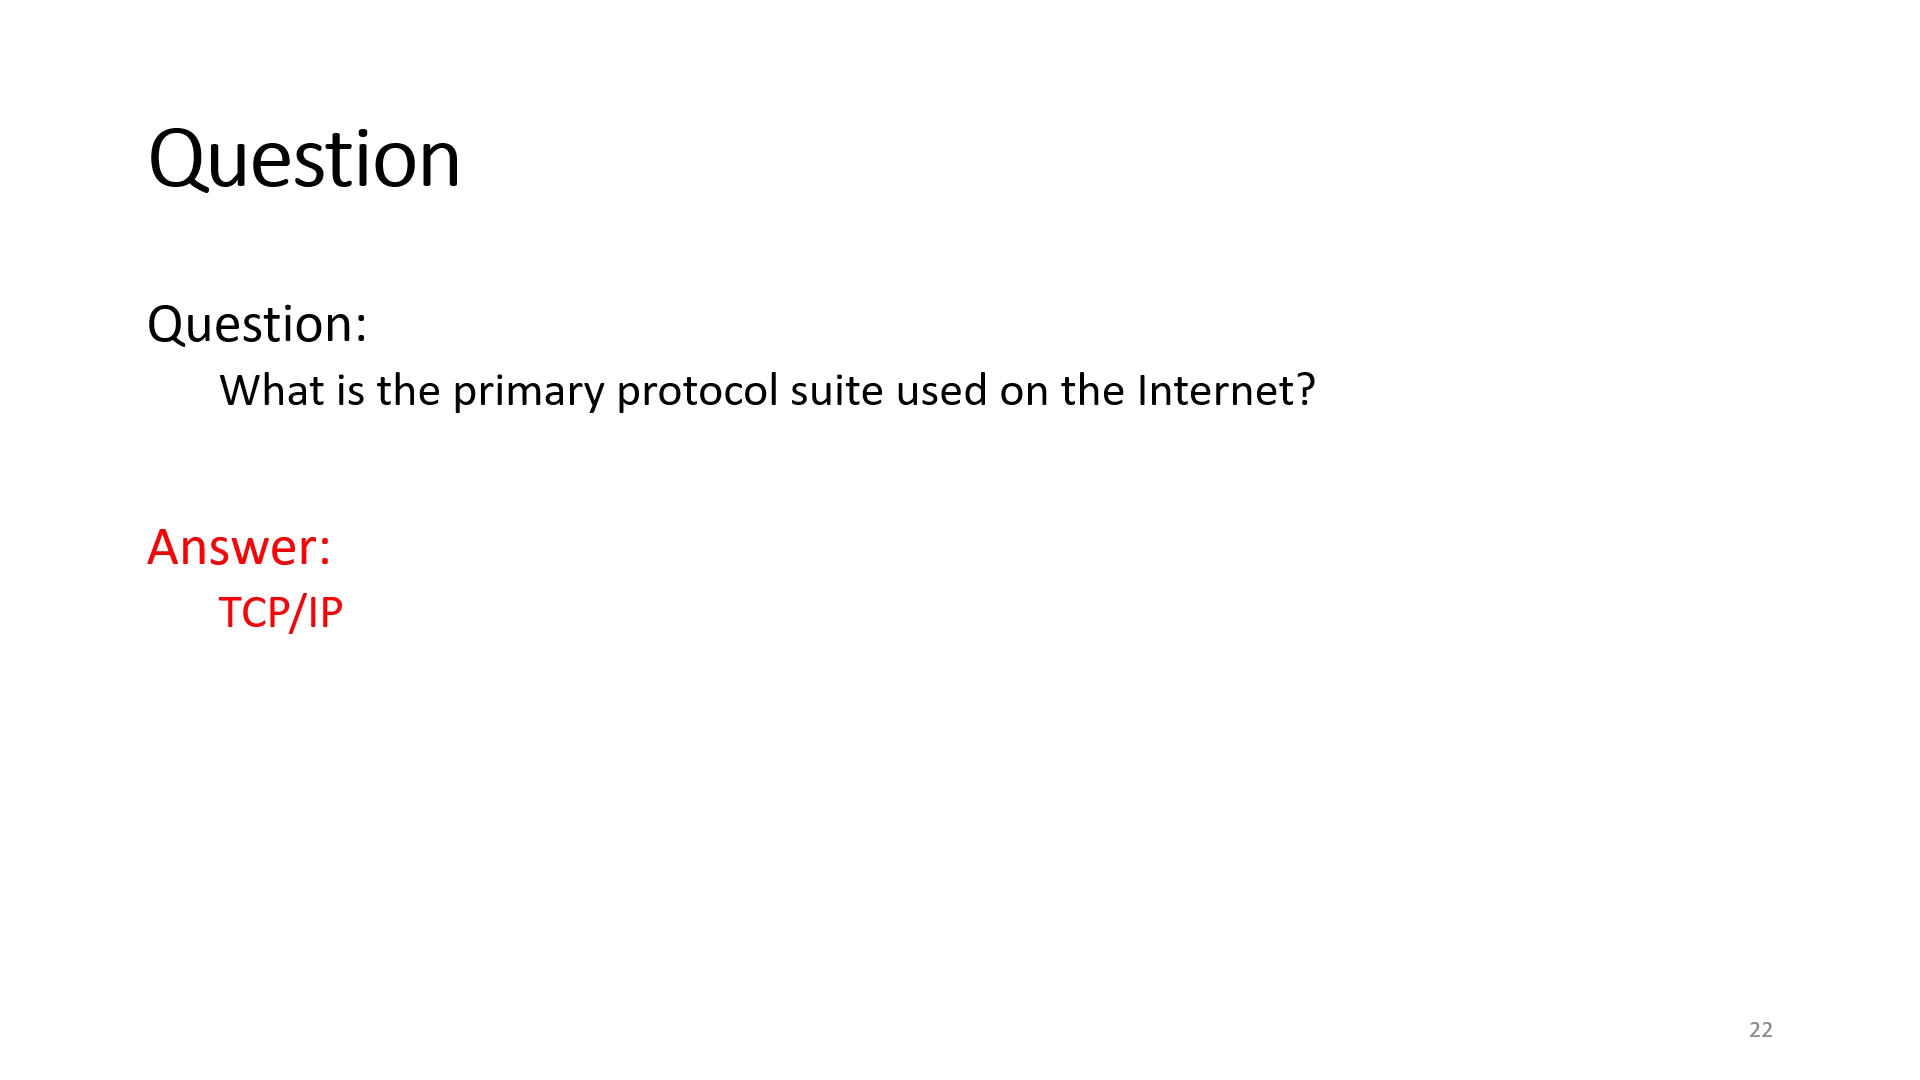 Question
Question:
What is the primary protocol suite used on the Internet?
Answer:
TCP/IP
22